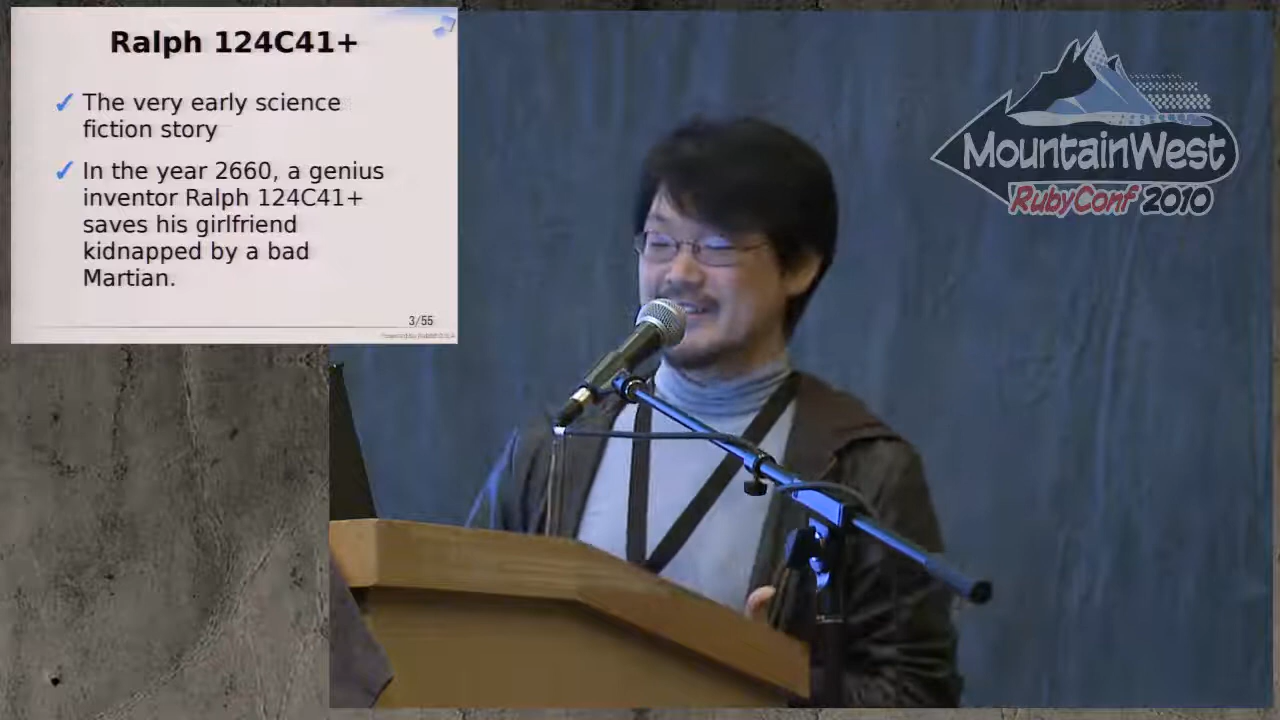 Ralph 124C41+
✓ The very early science
fiction story
✓ In the year 2660, a genius
inventor Ralph 124C41+
saves his girlfriend
kidnapped by a bad
Martian.
3/55
MountainWest
RubyConf 2010